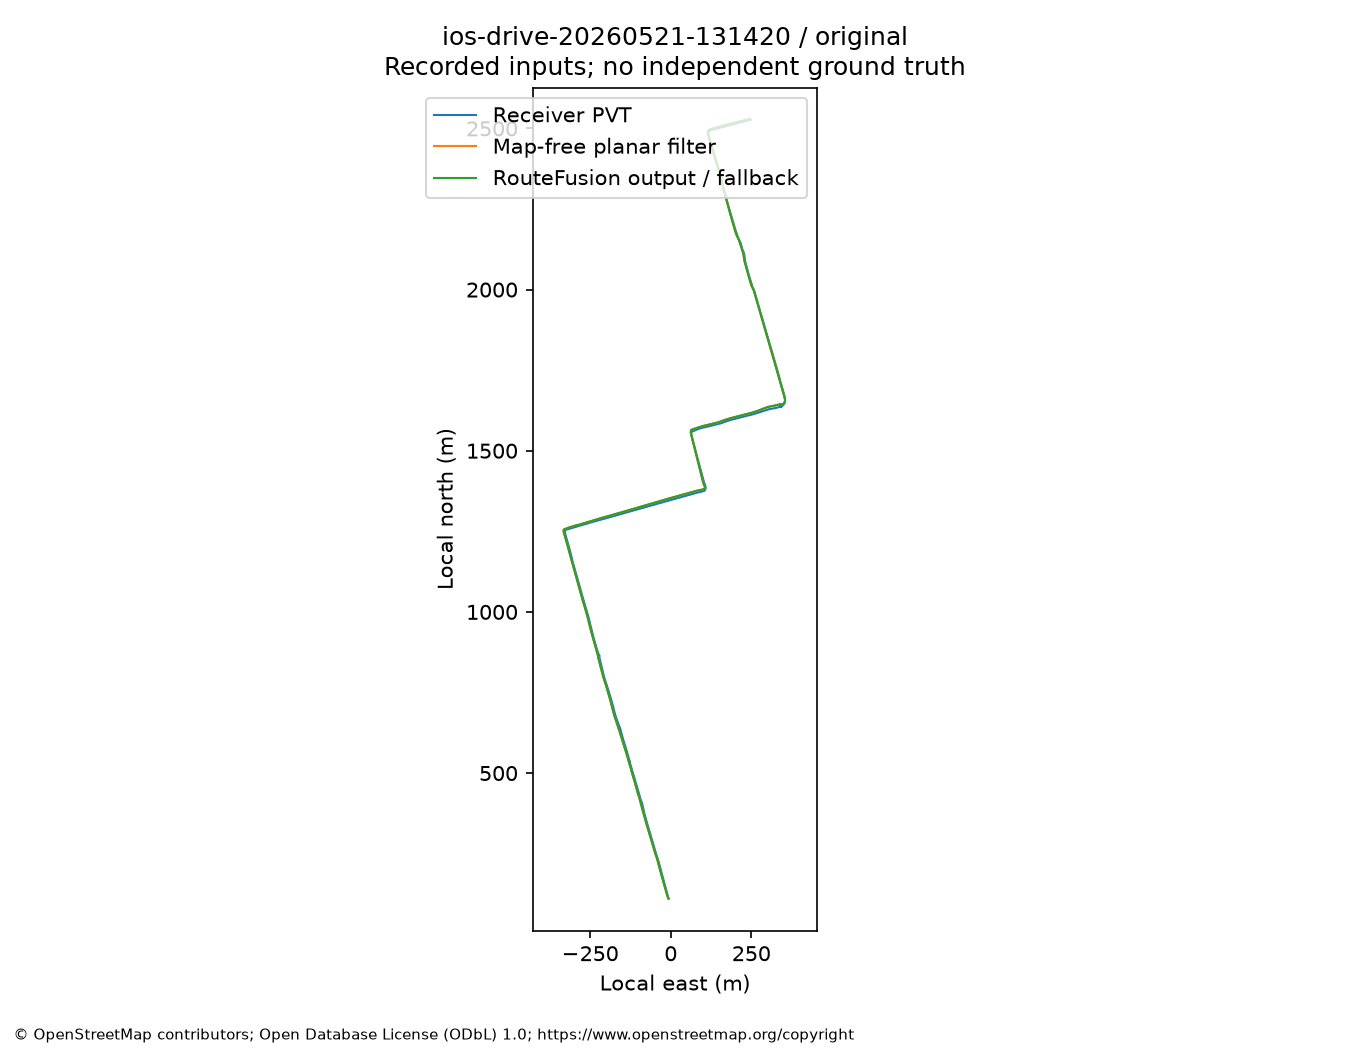 ios-drive-20260521-131420 / original
Recorded inputs; no independent ground truth
Receiver PVT
Map-free planar filter
RouteFusion output / fallback
2500
2000
1500
1000
500
Local north (m)
−250 0 250
Local east (m)
© OpenStreetMap contributors; Open Database License (ODbL) 1.0; https://www.openstreetmap.org/copyright